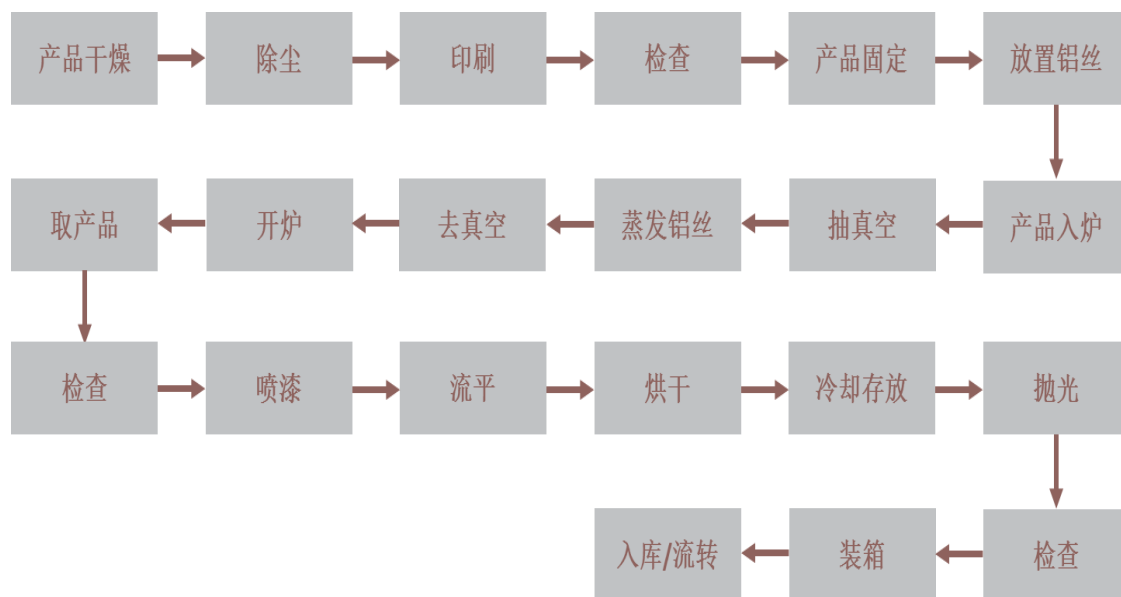 产品干燥
除尘
印刷
检查
产品固定
放置铝丝
产品入炉
抽真空
蒸发铝丝
去真空
开炉
取产品
检查
喷漆
流平
烘干
冷却存放
抛光
检查
装箱
入库/流转